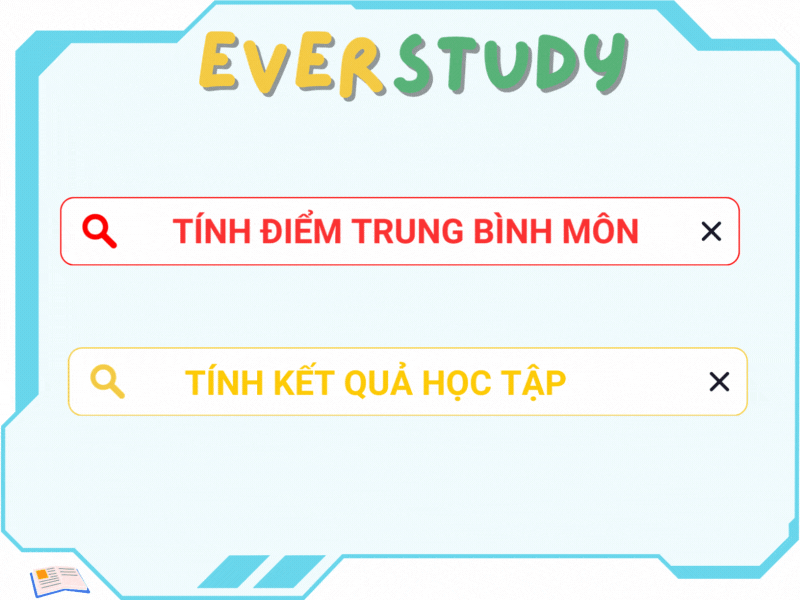 EVERSTUDY
TÍNH ĐIỂM TRUNG BÌNH MÔN
TÍNH KẾT QUẢ HỌC TẬP